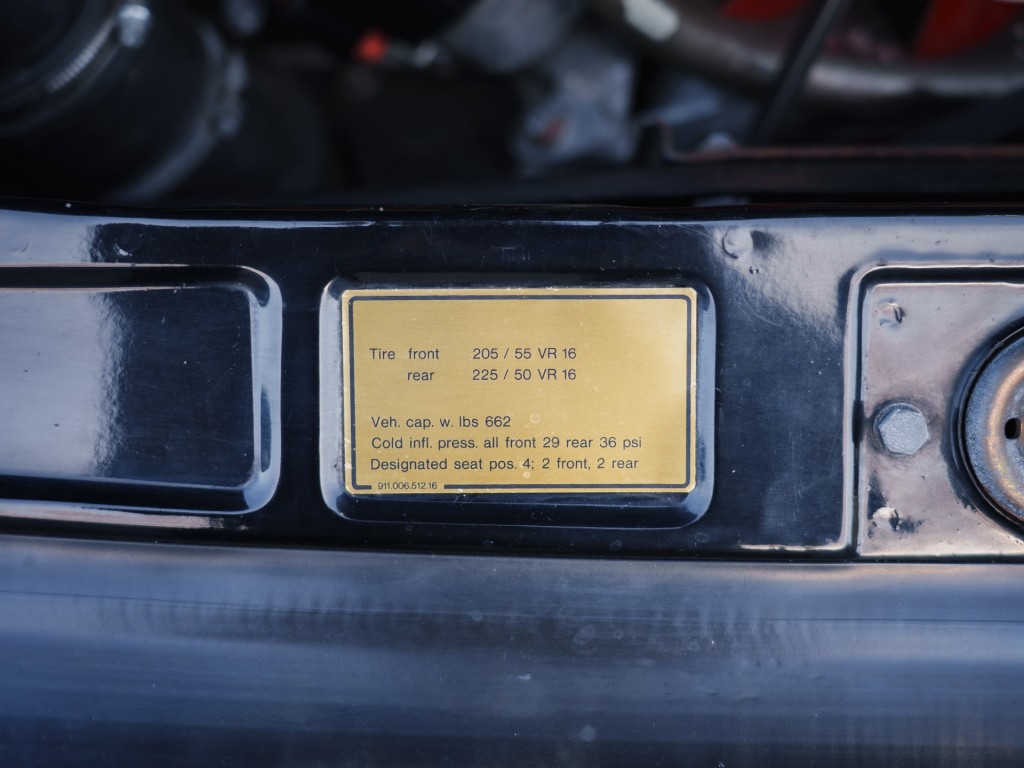 Tire front 205 / 55 VR 16
rear 225 / 50 VR 16
Veh. cap. w. lbs 662
Cold infl. press. all front 29 rear 36 psi
Designated seat pos. 4; 2 front, 2 rear
911.006.512.16